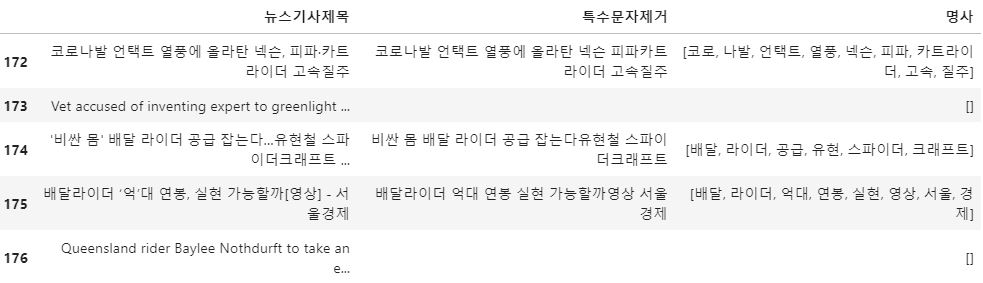 뉴스기사제목 특수문자제거 명사
172 코로나발 언택트 열풍에 올라탄 넥슨, 피파·카트 코로나발 언택트 열풍에 올라탄 넥슨 피파카트 [코로, 나발, 언택트, 열풍, 넥슨, 피파, 카트라이
라이더 고속질주 라이더 고속질주 더, 고속, 질주]
173 Vet accused of inventing expert to greenlight ... []
174 '비싼 몸' 배달 라이더 공급 잡는다…유현철 스파 비싼 몸 배달 라이더 공급 잡는다유현철 스파이 [배달, 라이더, 공급, 유현, 스파이더, 크래프트]
이더크래프트 ... 더크래프트
175 배달라이더 ‘억’대 연봉, 실현 가능할까[영상] - 서 배달라이더 억대 연봉 실현 가능할까영상 서울 [배달, 라이더, 억대, 연봉, 실현, 영상, 서울, 경
울경제 경제 제]
176 Queensland rider Baylee Nothdurft to take an []
e...